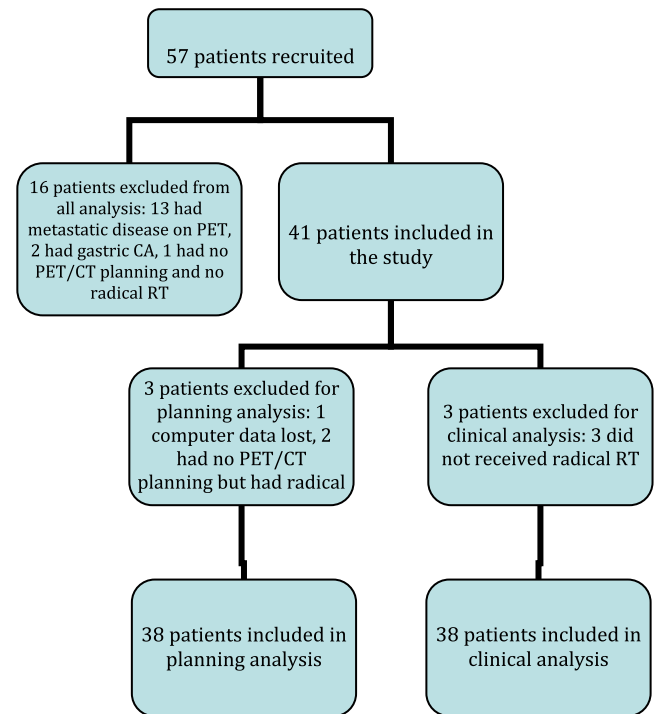 57 patients recruited
16 patients excluded from
all analysis: 13 had
metastatic disease on PET,
2 had gastric CA, 1 had no
PET/CT planning and no
radical RT
41 patients included in
the study
3 patients excluded for
planning analysis: 1
computer data lost, 2
had no PET/CT
planning but had radical
3 patients excluded for
clinical analysis: 3 did
not received radical RT
38 patients included in
planning analysis
38 patients included in
clinical analysis